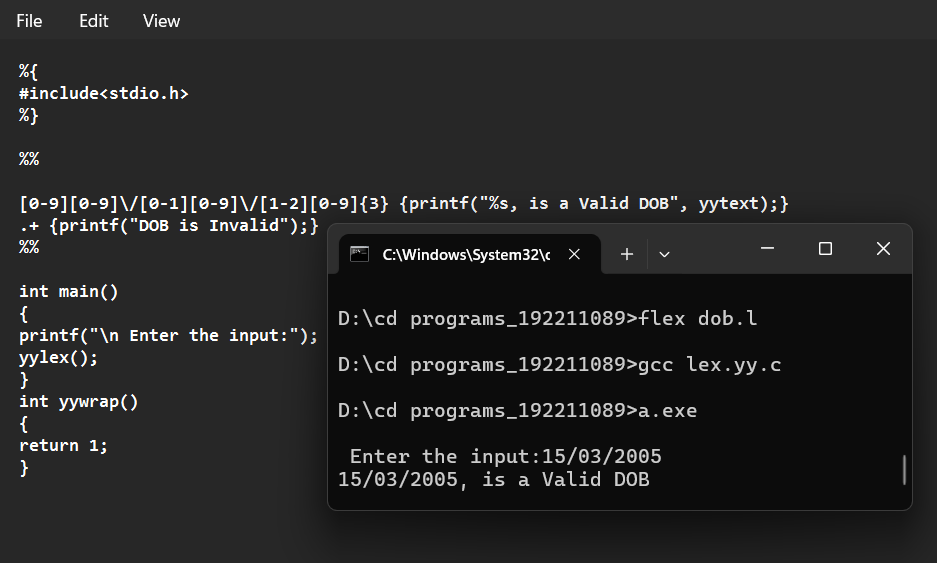 File Edit View
%{
#include<stdio.h>
%}
%%
[0-9][0-9]\/[0-1][0-9]\/[1-2][0-9]{3} {printf("%s, is a Valid DOB", yytext);}
.+ {printf("DOB is Invalid");}
%%
int main()
{
printf("\n Enter the input:");
yylex();
}
int yywrap()
{
return 1;
}
C:\Windows\System32\c
D:\cd programs_192211089>flex dob.l
D:\cd programs_192211089>gcc lex.yy.c
D:\cd programs_192211089>a.exe
Enter the input:15/03/2005
15/03/2005, is a Valid DOB